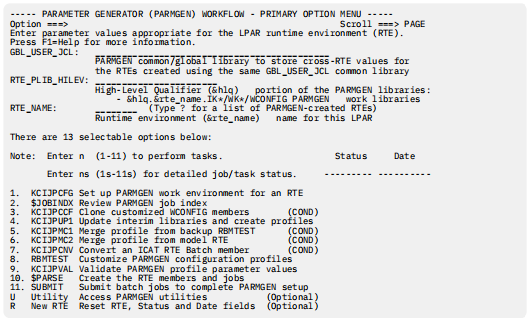 ----- PARAMETER GENERATOR (PARMGEN) WORKFLOW - PRIMARY OPTION MENU -----
Option ===> Scroll ===> PAGE
Enter parameter values appropriate for the LPAR runtime environment (RTE).
Press F1=Help for more information.
GBL_USER_JCL: ______________________________________
PARMGEN common/global library to store cross-RTE values for
the RTEs created using the same GBL_USER_JCL common library
RTE_PLIB_HILEV: __________________________
High-Level Qualifier (&hlq) portion of the PARMGEN libraries:
- &hlq.&rte_name.IK*/WK*/WCONFIG PARMGEN work libraries
RTE_NAME: ________ (Type ? for a list of PARMGEN-created RTEs)
Runtime environment (&rte_name) name for this LPAR
There are 13 selectable options below:
Note: Enter n (1-11) to perform tasks. Status Date
Enter ns (1s-11s) for detailed job/task status. --------- ----------
1. KCIJPCFG Set up PARMGEN work environment for an RTE
2. $JOBINDX Review PARMGEN job index
3. KCIJPCCF Clone customized WCONFIG members (COND)
4. KCIJPUP1 Update interim libraries and create profiles
5. KCIJPMC1 Merge profile from backup RBMTEST (COND)
6. KCIJPMC2 Merge profile from model RTE (COND)
7. KCIJPCNV Convert an ICAT RTE Batch member (COND)
8. RBMTEST Customize PARMGEN configuration profiles
9. KCIJPVAL Validate PARMGEN profile parameter values
10. $PARSE Create the RTE members and jobs
11. SUBMIT Submit batch jobs to complete PARMGEN setup
U Utility Access PARMGEN utilities (Optional)
R New RTE Reset RTE, Status and Date fields (Optional)